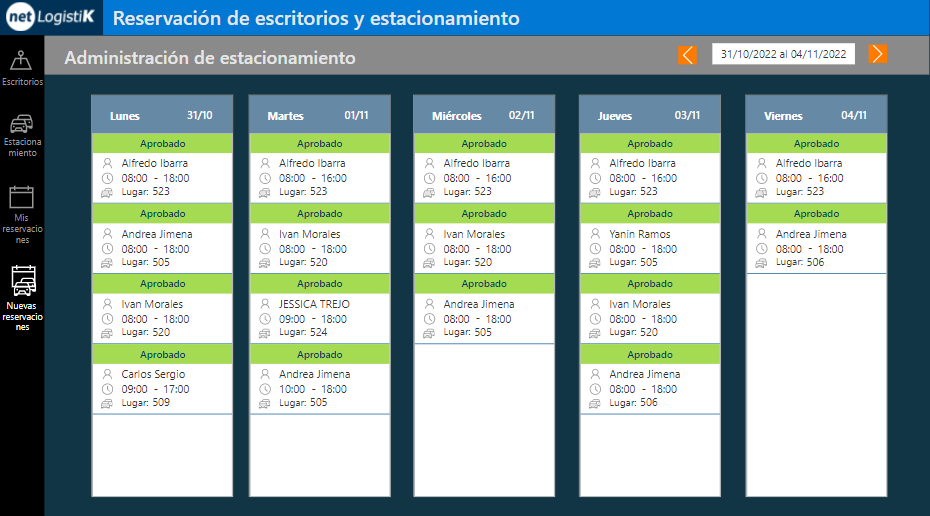 netLogistiK
Reservación de escritorios y estacionamiento
Administración de estacionamiento
31/10/2022 al 04/11/2022
Escritorios
Estaciona
miento
Mis
reservacio
nes
Nuevas
reservacio
nes
Lunes 31/10
Aprobado
Alfredo Ibarra
08:00 - 18:00
Lugar: 523
Aprobado
Andrea Jimena
08:00 - 18:00
Lugar: 505
Aprobado
Ivan Morales
08:00 - 18:00
Lugar: 520
Aprobado
Carlos Sergio
09:00 - 17:00
Lugar: 509
Martes 01/11
Aprobado
Alfredo Ibarra
08:00 - 16:00
Lugar: 523
Aprobado
Ivan Morales
08:00 - 18:00
Lugar: 520
Aprobado
JESSICA TREJO
09:00 - 18:00
Lugar: 524
Aprobado
Andrea Jimena
10:00 - 18:00
Lugar: 505
Miércoles 02/11
Aprobado
Alfredo Ibarra
08:00 - 16:00
Lugar: 523
Aprobado
Ivan Morales
08:00 - 18:00
Lugar: 520
Aprobado
Andrea Jimena
08:00 - 18:00
Lugar: 505
Jueves 03/11
Aprobado
Alfredo Ibarra
08:00 - 16:00
Lugar: 523
Aprobado
Yanín Ramos
08:00 - 18:00
Lugar: 505
Aprobado
Ivan Morales
08:00 - 18:00
Lugar: 520
Aprobado
Andrea Jimena
08:00 - 18:00
Lugar: 506
Viernes 04/11
Aprobado
Alfredo Ibarra
08:00 - 16:00
Lugar: 523
Aprobado
Andrea Jimena
08:00 - 18:00
Lugar: 506